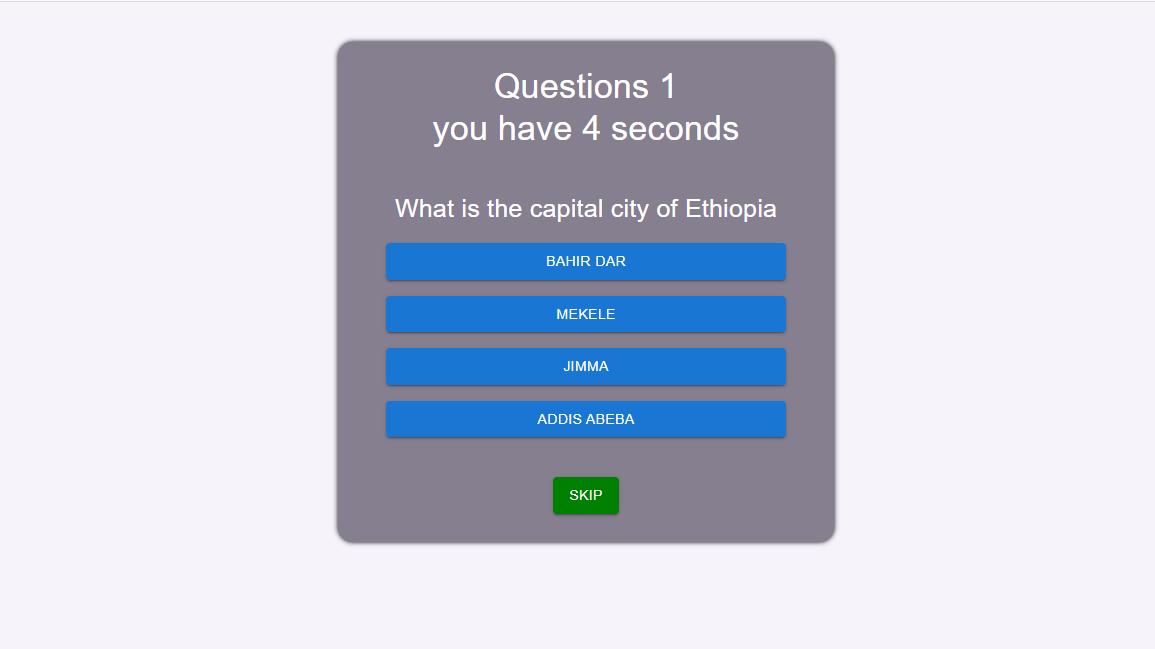 Questions 1
you have 4 seconds
What is the capital city of Ethiopia
BAHIR DAR
MEKELE
JIMMA
ADDIS ABEBA
SKIP